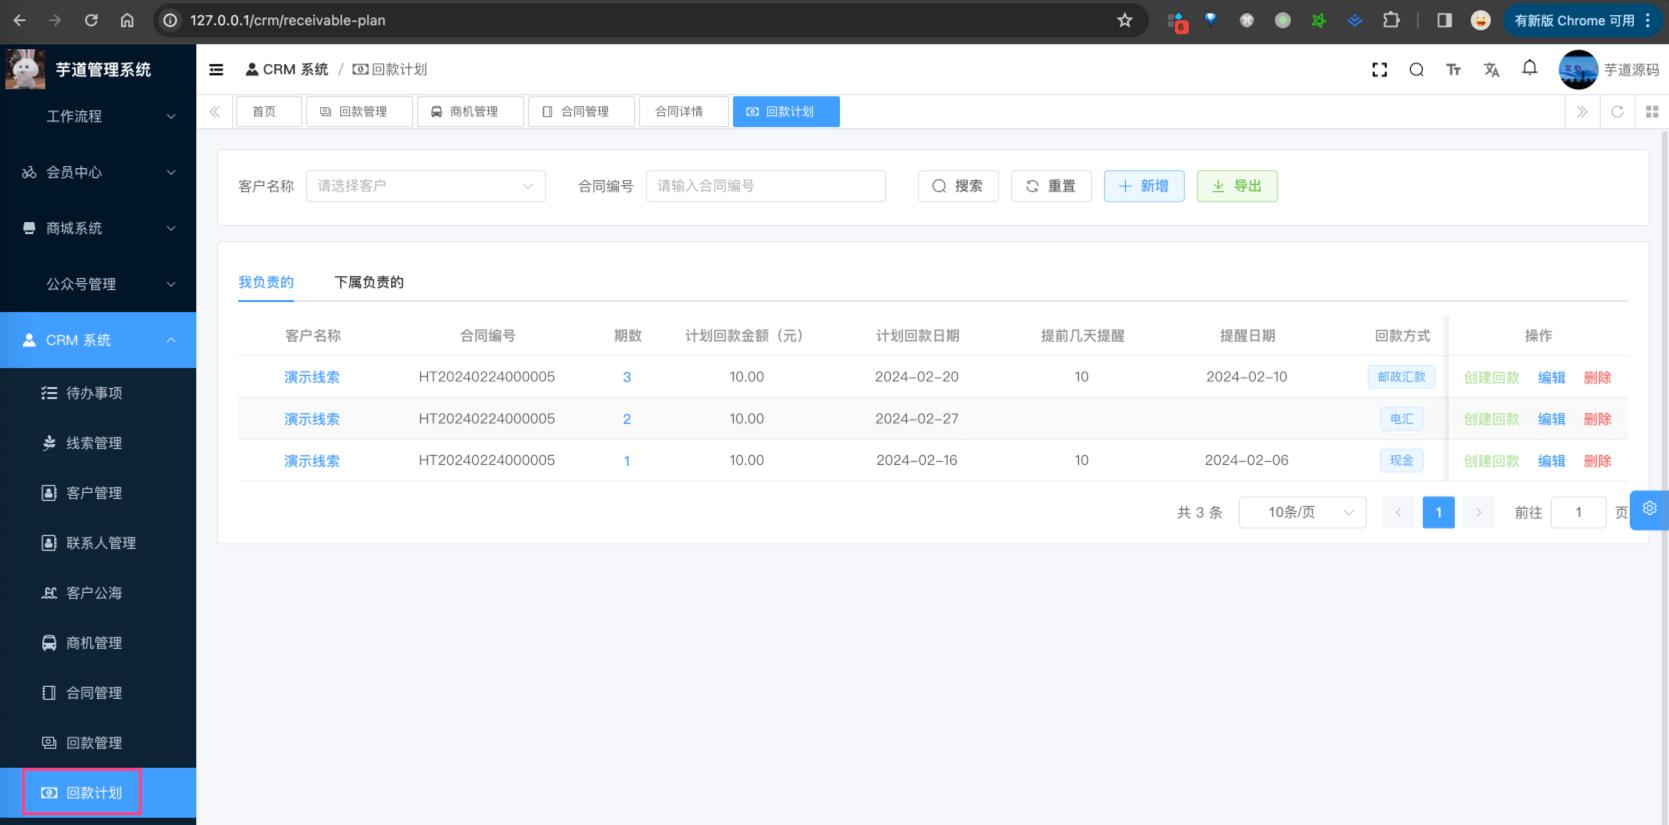 127.0.0.1/crm/receivable-plan
6
有新版 Chrome 可用
芋道管理系统
CRM 系统 / 回款计划
芋道源码
首页
回款管理
商机管理
合同管理
合同详情
回款计划
工作流程
会员中心
商城系统
公众号管理
CRM 系统
待办事项
线索管理
客户管理
联系人管理
客户公海
商机管理
合同管理
回款管理
回款计划
客户名称 请选择客户 合同编号 请输入合同编号 搜索 重置 新增 导出
我负责的 下属负责的
客户名称 合同编号 期数 计划回款金额（元） 计划回款日期 提前几天提醒 提醒日期 回款方式 操作
演示线索 HT20240224000005 3 10.00 2024-02-20 10 2024-02-10 邮政汇款 创建回款 编辑 删除
演示线索 HT20240224000005 2 10.00 2024-02-27 电汇 创建回款 编辑 删除
演示线索 HT20240224000005 1 10.00 2024-02-16 10 2024-02-06 现金 创建回款 编辑 删除
共 3 条 10条/页 1 前往 1 页